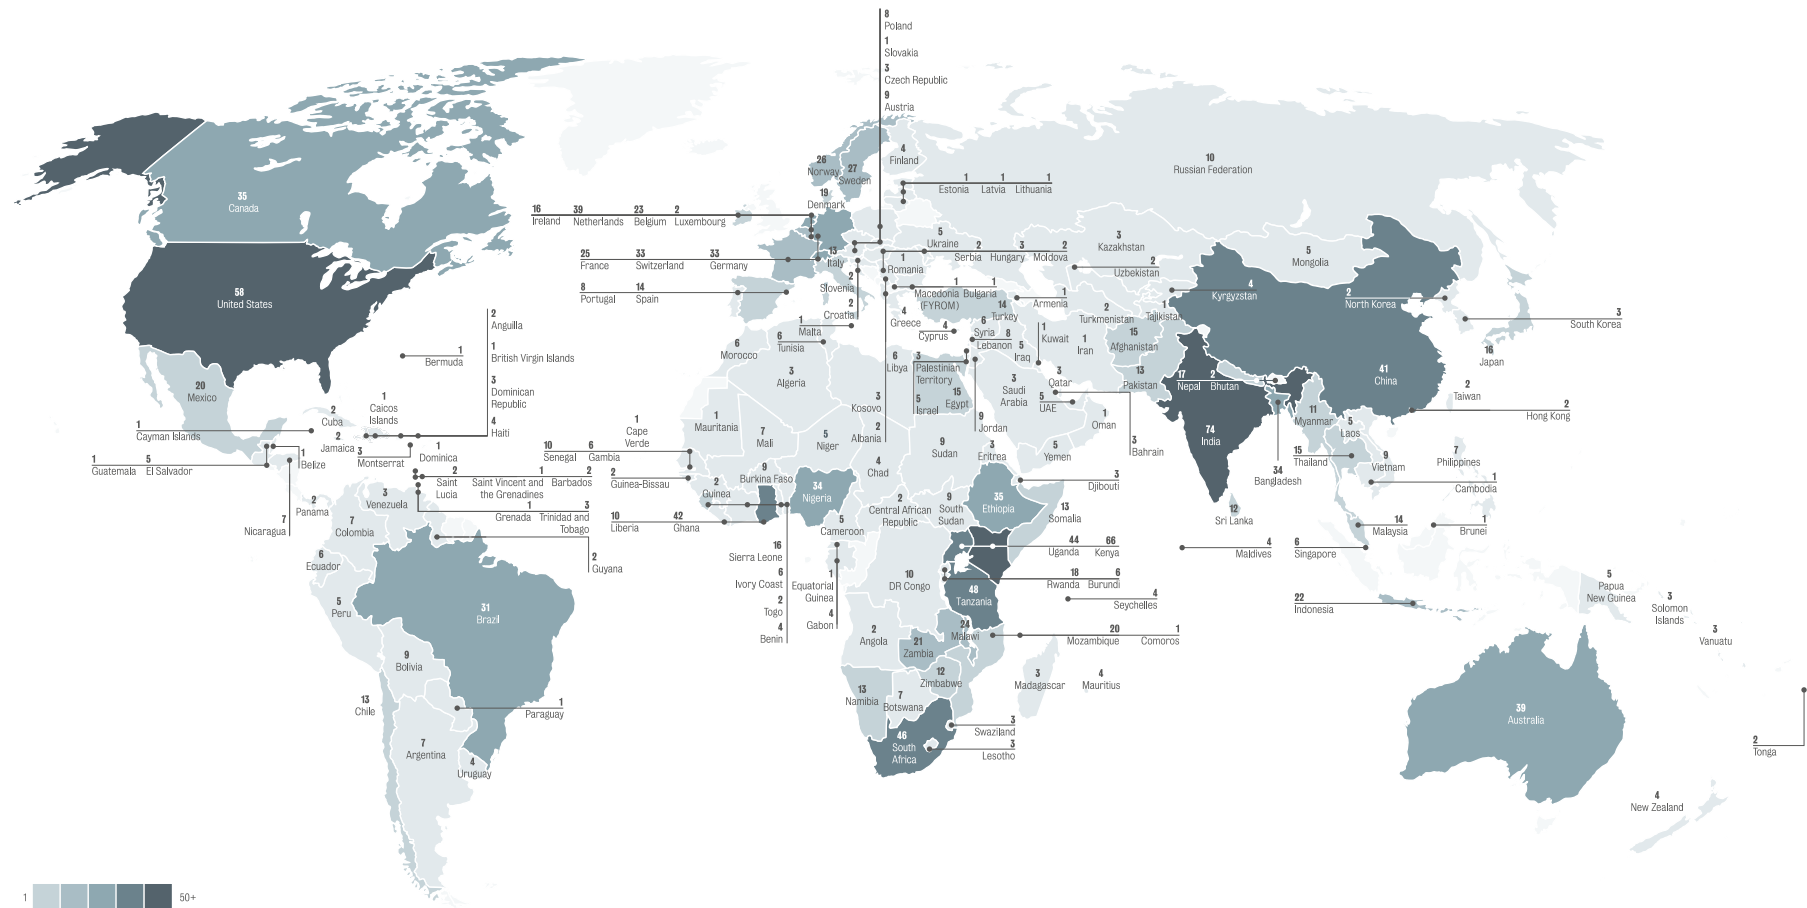 8
Poland
1
Slovakia
3
Czech Republic
9
Austria
4
Finland
26
Norway
27
Sweden
19
Denmark
10
Russian Federation
1 1 1
Estonia Latvia Lithuania
35
Canada
16 39 23 2
Ireland Netherlands Belgium Luxembourg
25 33 33
France Switzerland Germany
13
Italy
5
Ukraine
2 3 2
Serbia Hungary Moldova
1
Romania
3
Kazakhstan
2
Uzbekistan
5
Mongolia
58
United States
8 14
Portugal Spain
2
Slovenia
2
Croatia
1 1
Macedonia Bulgaria
(FYROM)
14
Turkey
1
Armenia
2
Turkmenistan
1
Tajikistan
4
Kyrgyzstan
2
North Korea
3
South Korea
16
Japan
2
Anguilla
1
British Virgin Islands
3
Dominican
Republic
4
Haiti
1
Bermuda
1
Malta
6
Tunisia
6
Morocco
3
Algeria
4
Greece
4
Cyprus
6
Syria
8
Lebanon
5
Iraq
1
Kuwait
1
Iran
15
Afghanistan
13
Pakistan
6
Libya
3
Palestinian
Territory
5
Israel
15
Egypt
9
Jordan
3
Saudi
Arabia
3
Qatar
5
UAE
1
Oman
3
Bahrain
5
Yemen
17 2
Nepal Bhutan
41
China
2
Taiwan
2
Hong Kong
20
Mexico
1
Cayman Islands
2
Cuba
1
Caicos
Islands
2
Jamaica
3
Montserrat
1
Dominica
1 5
Guatemala El Salvador
1
Belize
7
Nicaragua
2
Panama
2 1 2
Saint
Lucia
Saint Vincent and
the Grenadines
Barbados
1 3
Grenada Trinidad and
Tobago
2
Guyana
3
Kosovo
2
Albania
1
Cape
Verde
1
Mauritania
7
Mali
5
Niger
4
Chad
9
Sudan
3
Eritrea
3
Djibouti
10 6
Senegal Gambia
2
Guinea-Bissau
2
Guinea
9
Burkina Faso
34
Nigeria
10 42
Liberia Ghana
16
Sierra Leone
6
Ivory Coast
2
Togo
4
Benin
5
Cameroon
1
Equatorial
Guinea
4
Gabon
2
Central African
Republic
9
South
Sudan
35
Ethiopia
13
Somalia
44 66
Uganda Kenya
18 6
Rwanda Burundi
4
Seychelles
10
DR Congo
48
Tanzania
74
India
34
Bangladesh
12
Sri Lanka
4
Maldives
11
Myanmar
5
Laos
15
Thailand
9
Vietnam
1
Cambodia
7
Philippines
14
Malaysia
1
Brunei
6
Singapore
22
Indonesia
3
Venezuela
7
Colombia
6
Ecuador
5
Peru
31
Brazil
9
Bolivia
1
Paraguay
13
Chile
7
Argentina
4
Uruguay
2
Angola
21
Zambia
24
Malawi
20 1
Mozambique Comoros
12
Zimbabwe
13
Namibia
7
Botswana
46
South
Africa
3
Swaziland
3
Lesotho
3
Madagascar
4
Mauritius
5
Papua
New Guinea
3
Solomon
Islands
3
Vanuatu
39
Australia
2
Tonga
4
New Zealand
1 50+